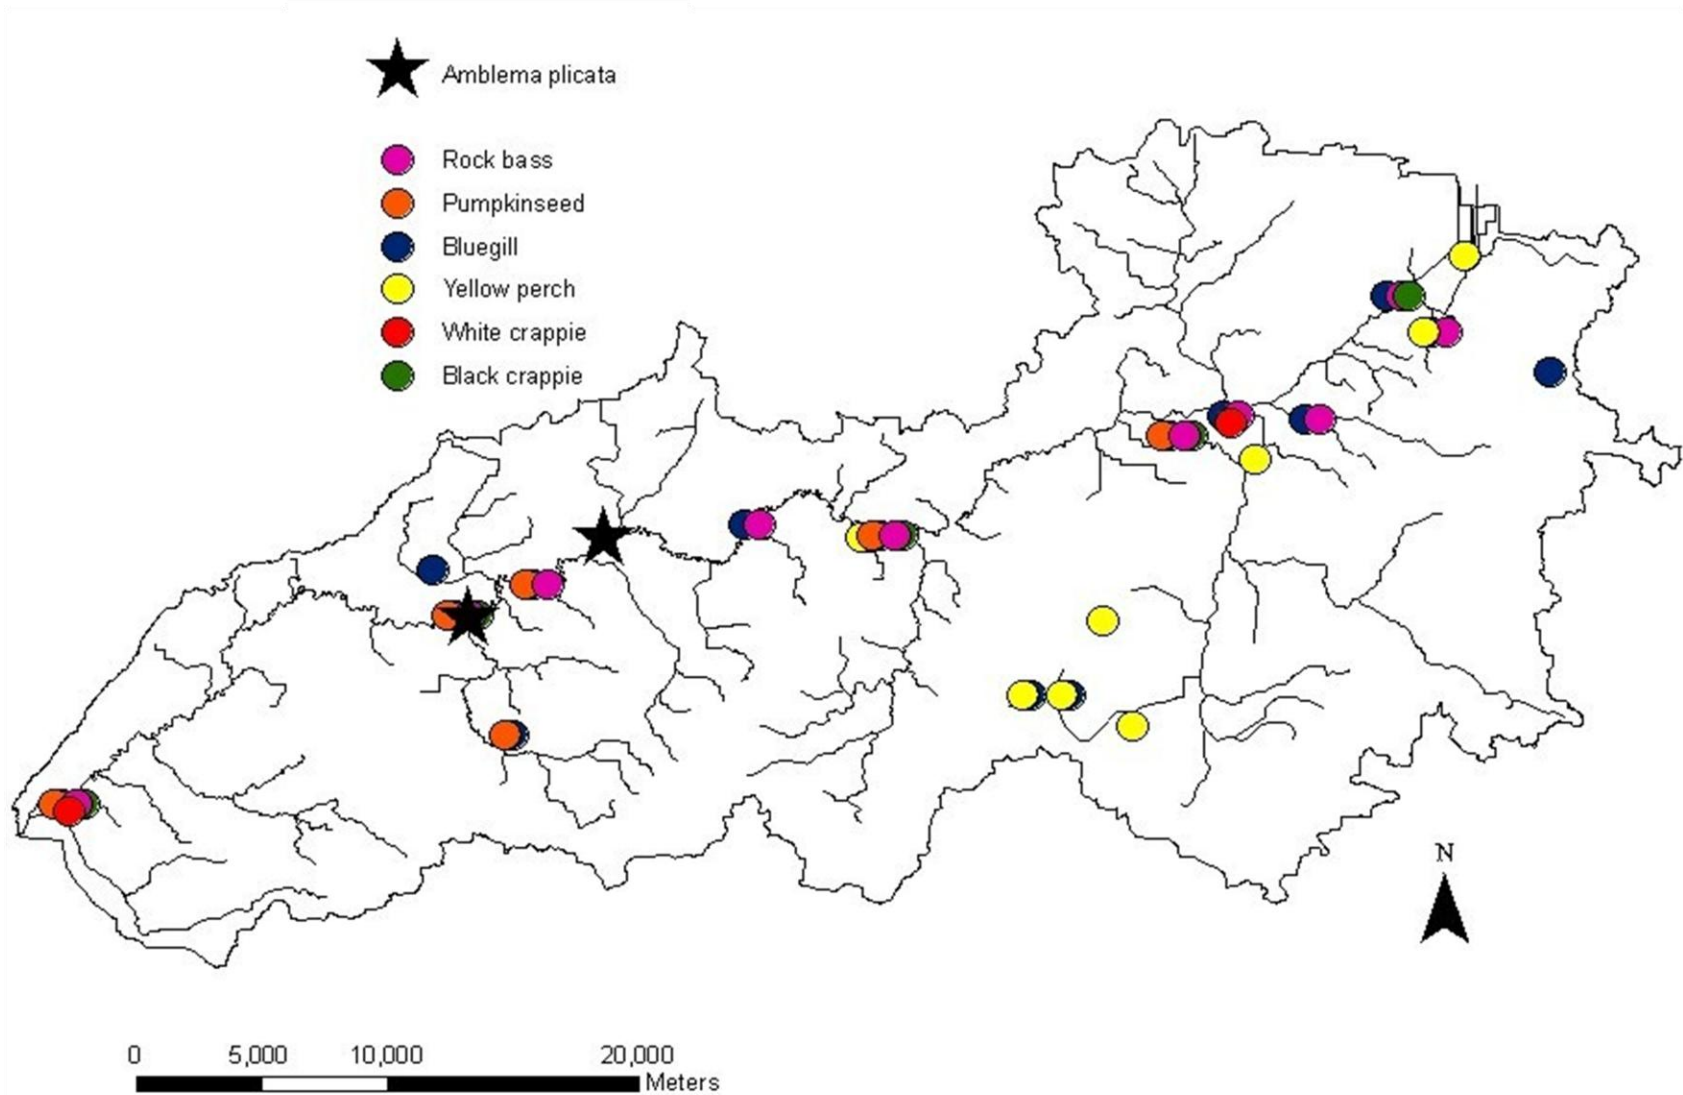 Amblema plicata
Rock bass
Pumpkinseed
Bluegill
Yellow perch
White crappie
Black crappie
N
0 5,000 10,000 20,000
Meters